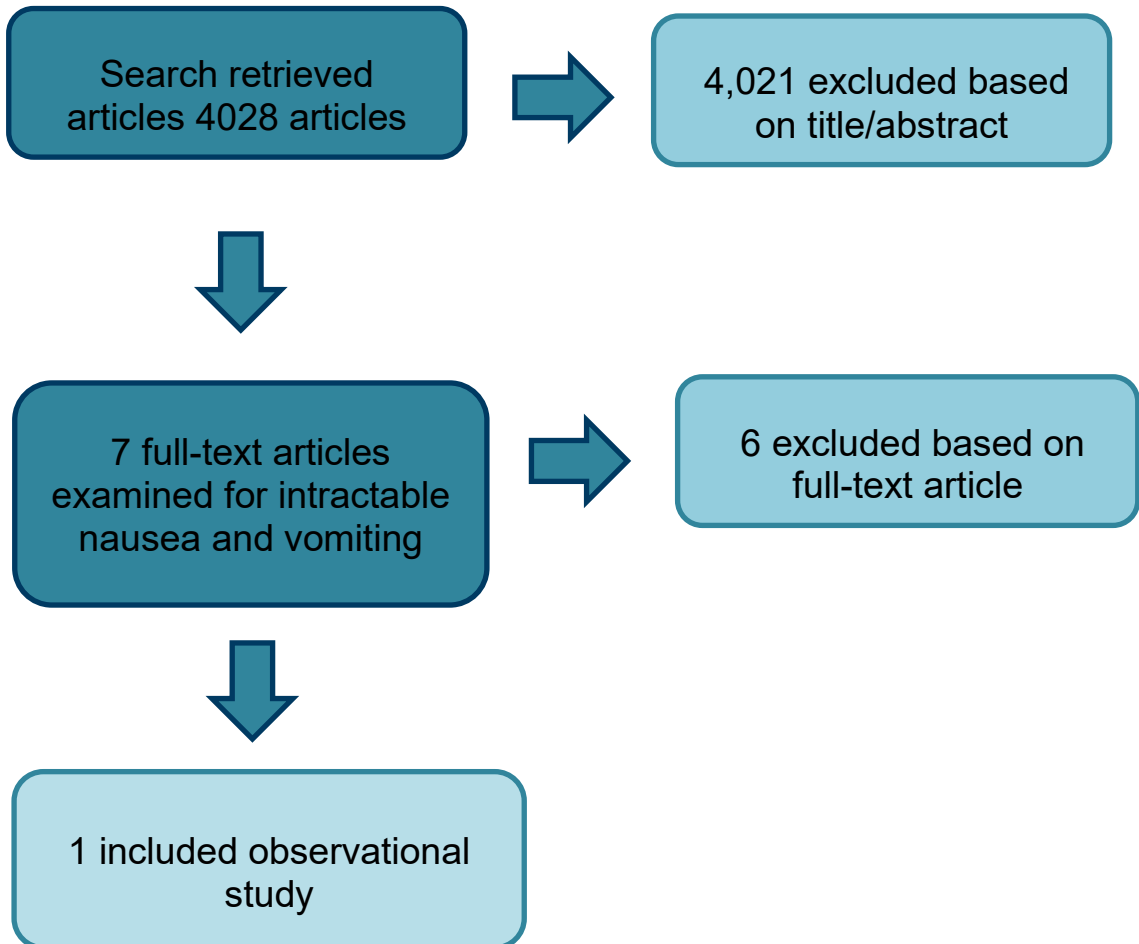 Search retrieved
articles 4028 articles
4,021 excluded based
on title/abstract
7 full-text articles
examined for intractable
nausea and vomiting
6 excluded based on
full-text article
1 included observational
study